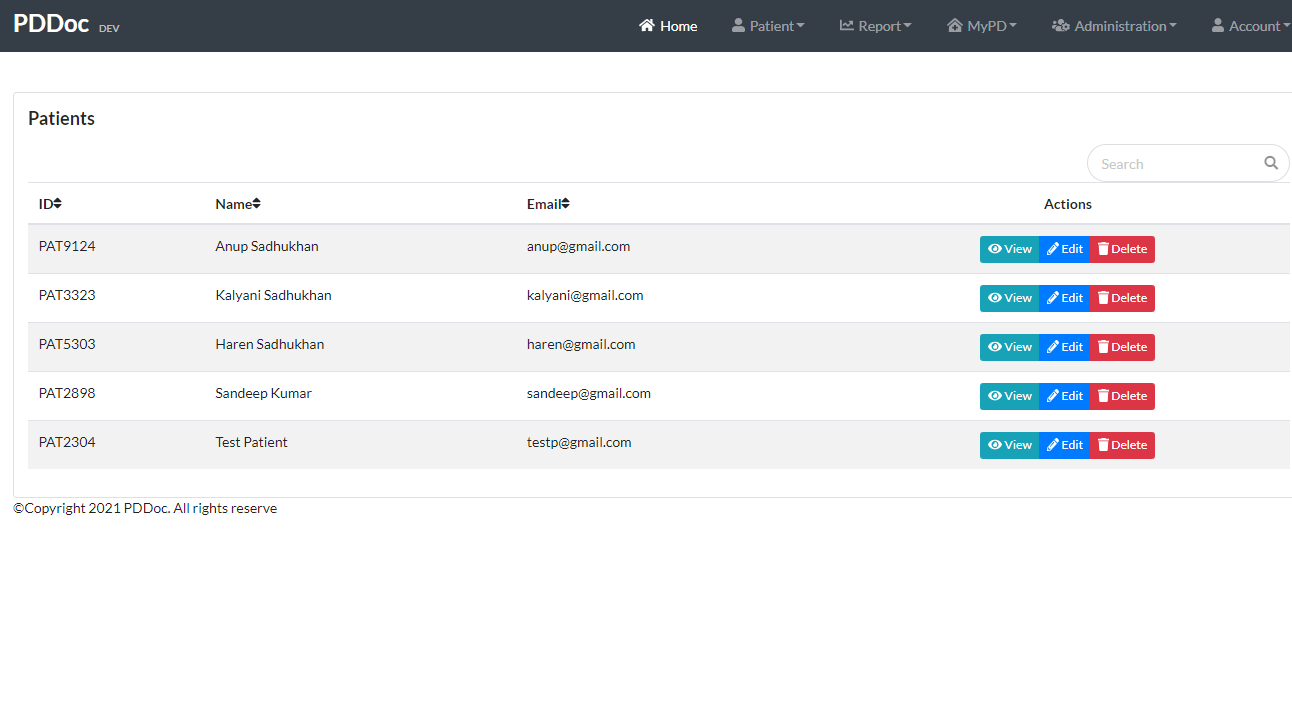 PDDoc DEV Home Patient Report MyPD Administration Account
Patients
Search
ID Name Email Actions
PAT9124 Anup Sadhukhan anup@gmail.com View Edit Delete
PAT3323 Kalyani Sadhukhan kalyani@gmail.com View Edit Delete
PAT5303 Haren Sadhukhan haren@gmail.com View Edit Delete
PAT2898 Sandeep Kumar sandeep@gmail.com View Edit Delete
PAT2304 Test Patient testp@gmail.com View Edit Delete
©Copyright 2021 PDDoc. All rights reserve